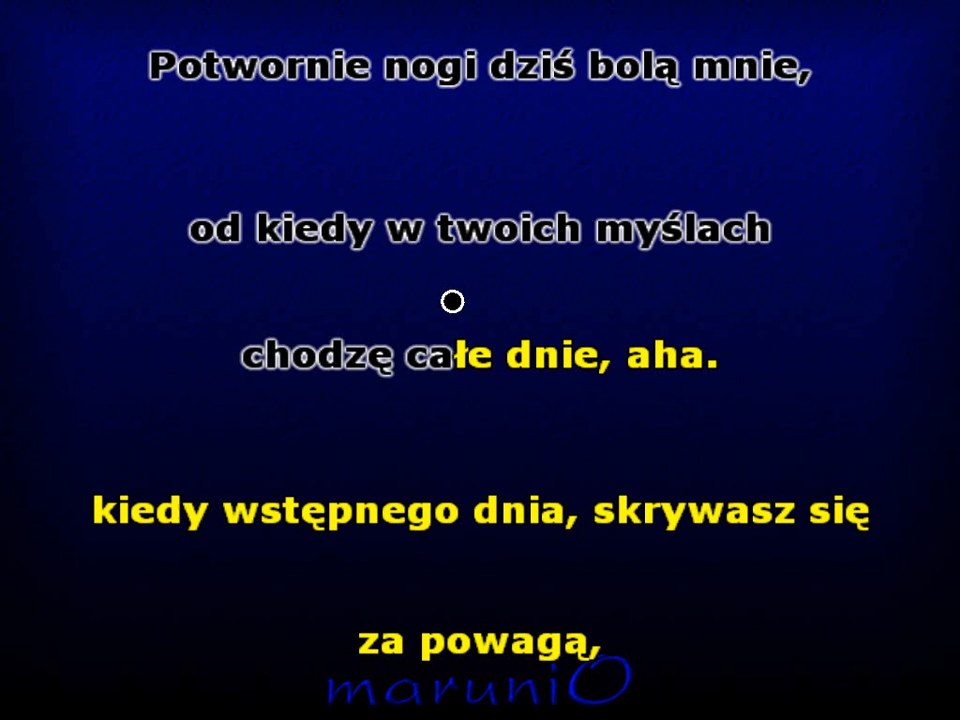 Potwornie nogi dziś bolą mnie,
od kiedy w twoich myślach
chodzę całe dnie, aha.
kiedy wstępnego dnia, skrywasz się
za powagą,
maruniO